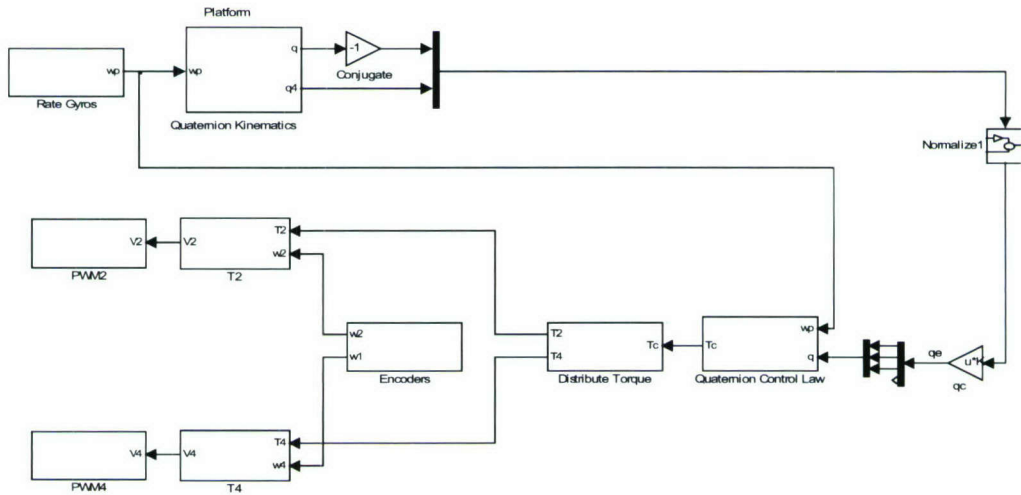 Platform
wp
Rate Gyros
wp
q
q4
Quaternion Kinematics
-1
Conjugate
Normalize1
V2
PWM2
V2
T2
w2
T2
w2
w1
Encoders
T2
T4
Tc
Distribute Torque
Tc
wp
q
Quaternion Control Law
qe
u*K
qc
V4
PWM4
V4
T4
w4
T4